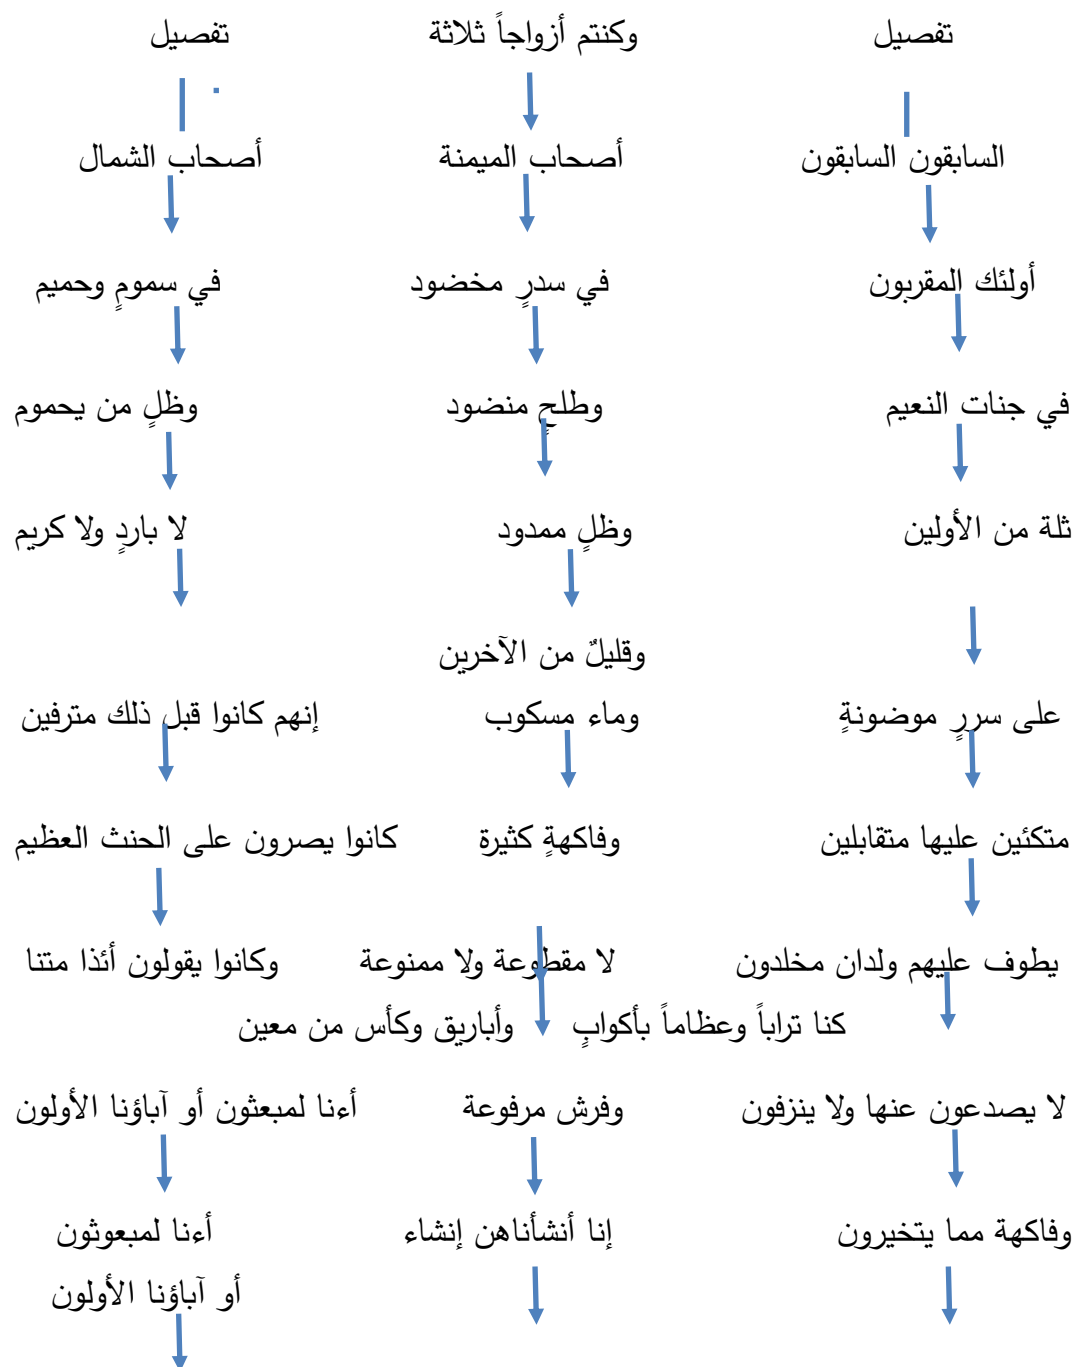 تفصيل وكنتم أزواجاً ثلاثة تفصيل
السابقون السابقون أصحاب الميمنة أصحاب الشمال
أولئك المقربون في سدرٍ مخضود في سمومٍ وحميم
في جنات النعيم وطلحٍ منضود وظلٍ من يحموم
ثلة من الأولين وظلٍ ممدود لا باردٍ ولا كريم
وقليلٌ من الآخرين
على سررٍ موضونةٍ وماء مسكوب إنهم كانوا قبل ذلك مترفين
متكئين عليها متقابلين وفاكهةٍ كثيرة كانوا يصرون على الحنث العظيم
يطوف عليهم ولدان مخلدون لا مقطوعة ولا ممنوعة وكانوا يقولون أئذا متنا
كنا تراباً وعظاماً بأكوابٍ وأباريق وكأس من معين
لا يصدعون عنها ولا ينزفون وفرش مرفوعة أءنا لمبعثون أو آباؤنا الأولون
وفاكهة مما يتخيرون إنا أنشأناهن إنشاء أءنا لمبعوثون
أو آباؤنا الأولون